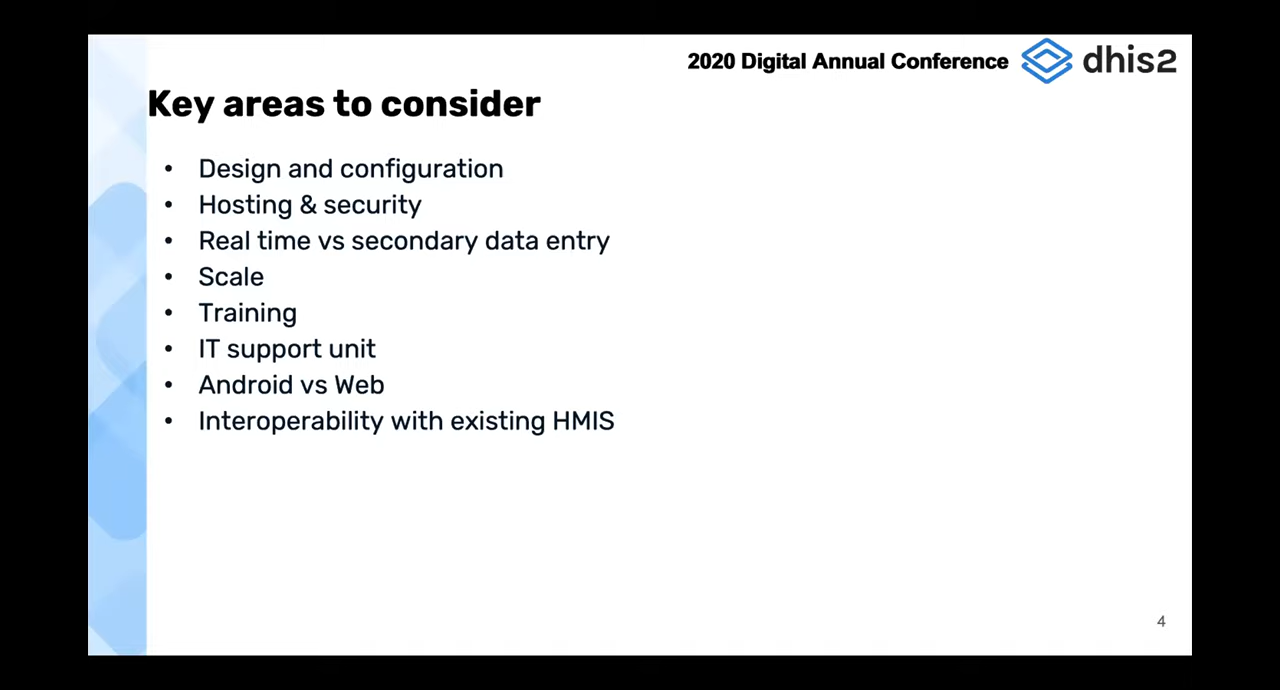 2020 Digital Annual Conference dhis2
Key areas to consider
• Design and configuration
• Hosting & security
• Real time vs secondary data entry
• Scale
• Training
• IT support unit
• Android vs Web
• Interoperability with existing HMIS
4